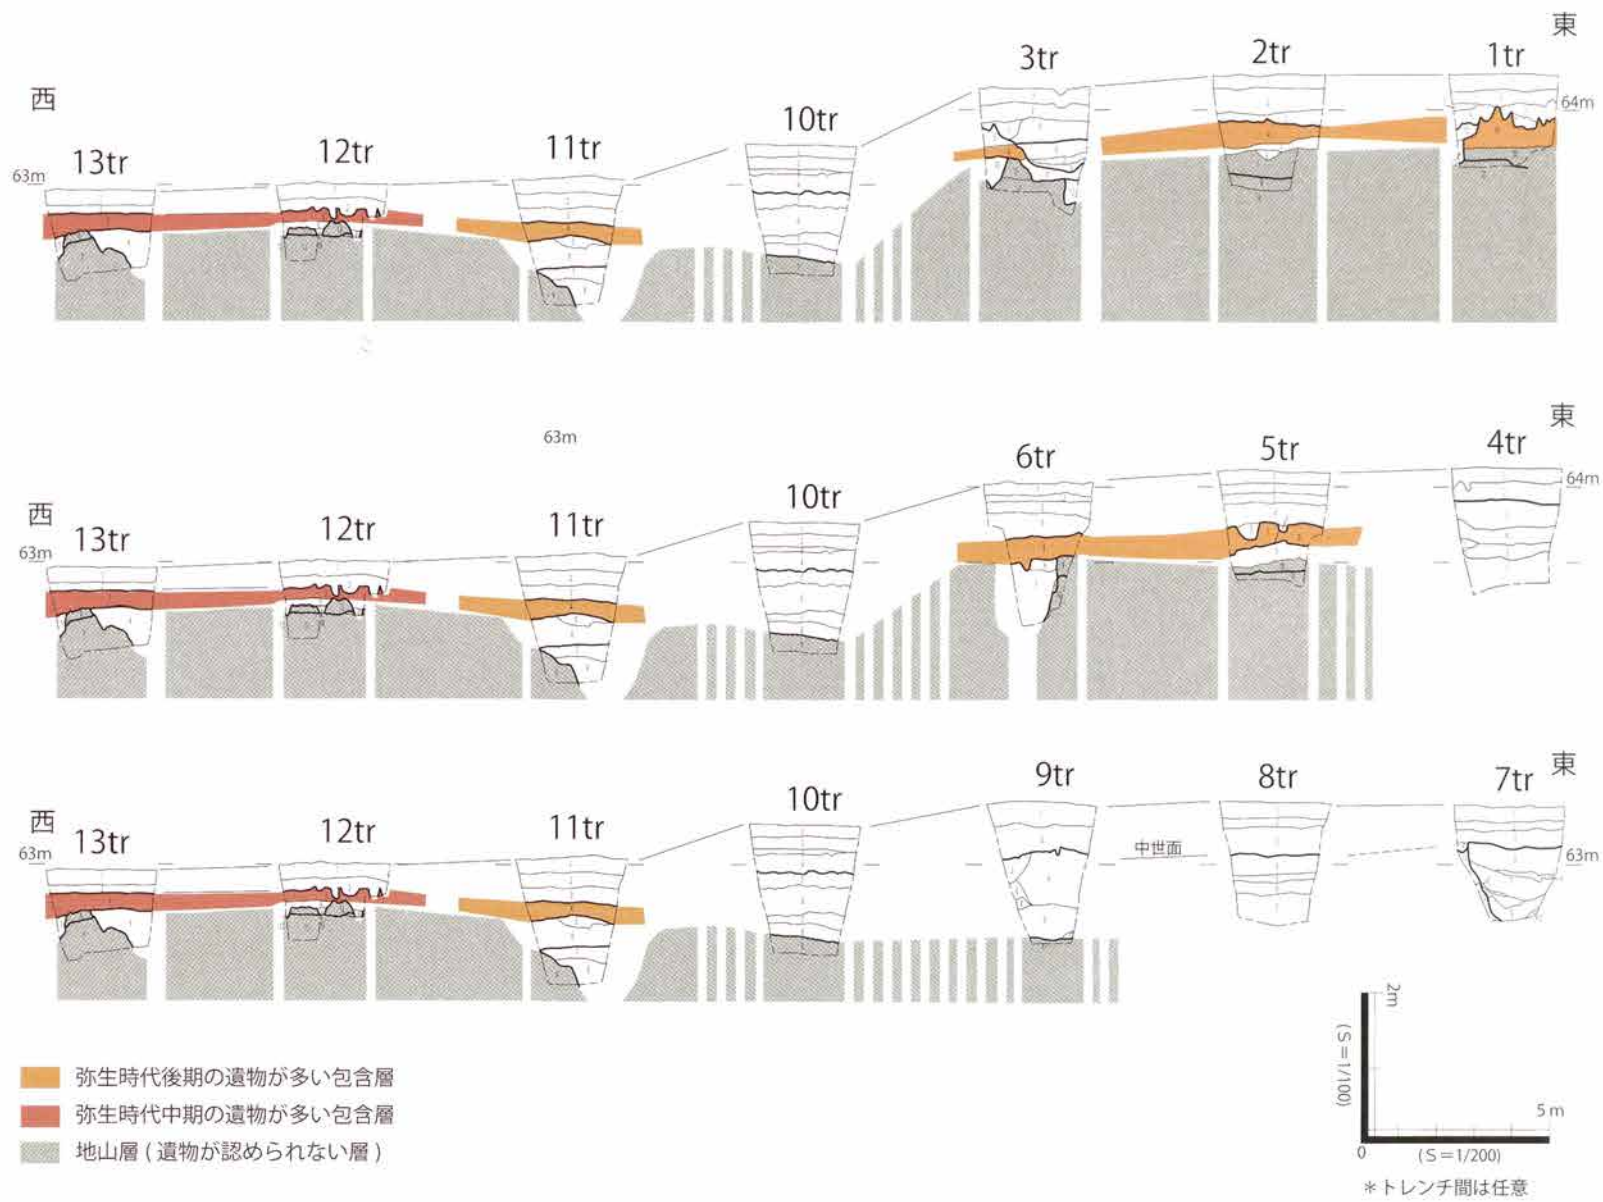 東
3tr 2tr 1tr
西
10tr
64m
13tr 12tr 11tr
63m
63m
東
6tr 5tr 4tr
64m
西
13tr 12tr 11tr 10tr
63m
東
9tr 8tr 7tr
西
13tr 12tr 11tr 10tr
63m
中世面
63m
弥生時代後期の遺物が多い包含層
弥生時代中期の遺物が多い包含層
地山層(遺物が認められない層)
2m
(S=1/100)
5m
0
(S=1/200)
*トレンチ間は任意